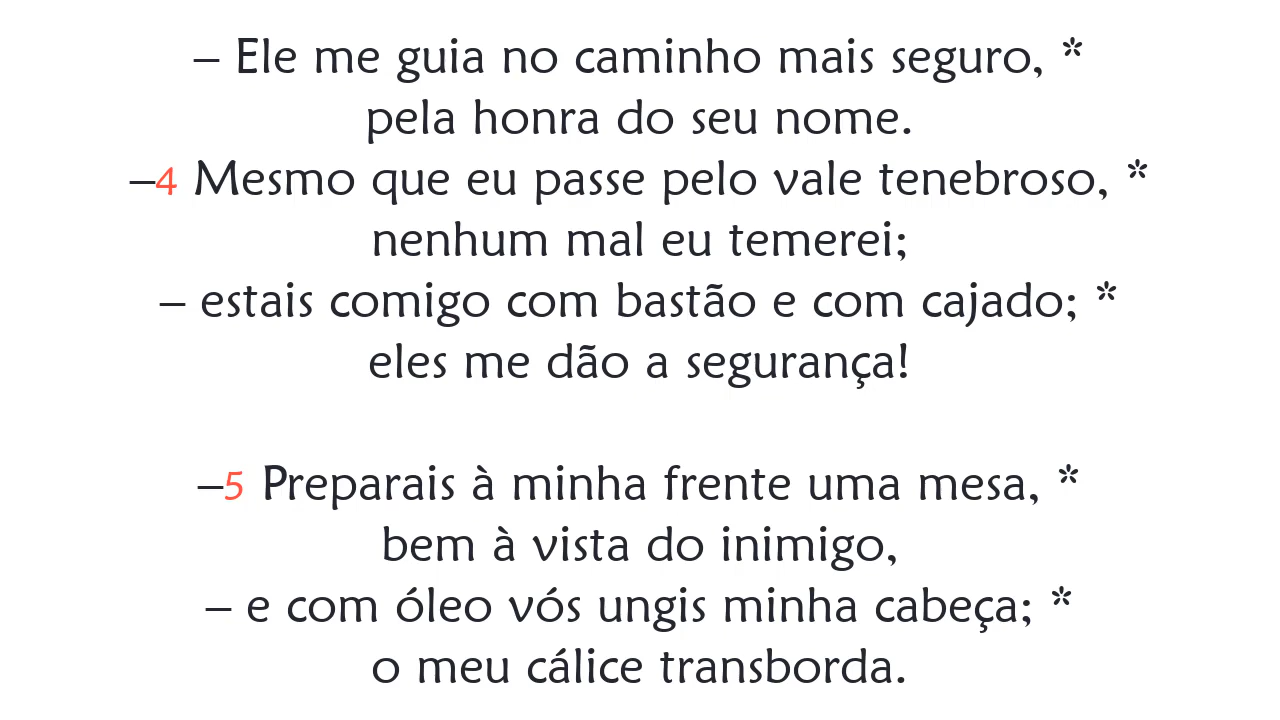 – Ele me guia no caminho mais seguro, *
pela honra do seu nome.
–4 Mesmo que eu passe pelo vale tenebroso, *
nenhum mal eu temerei;
– estais comigo com bastão e com cajado; *
eles me dão a segurança!
–5 Preparais à minha frente uma mesa, *
bem à vista do inimigo,
– e com óleo vós ungis minha cabeça; *
o meu cálice transborda.